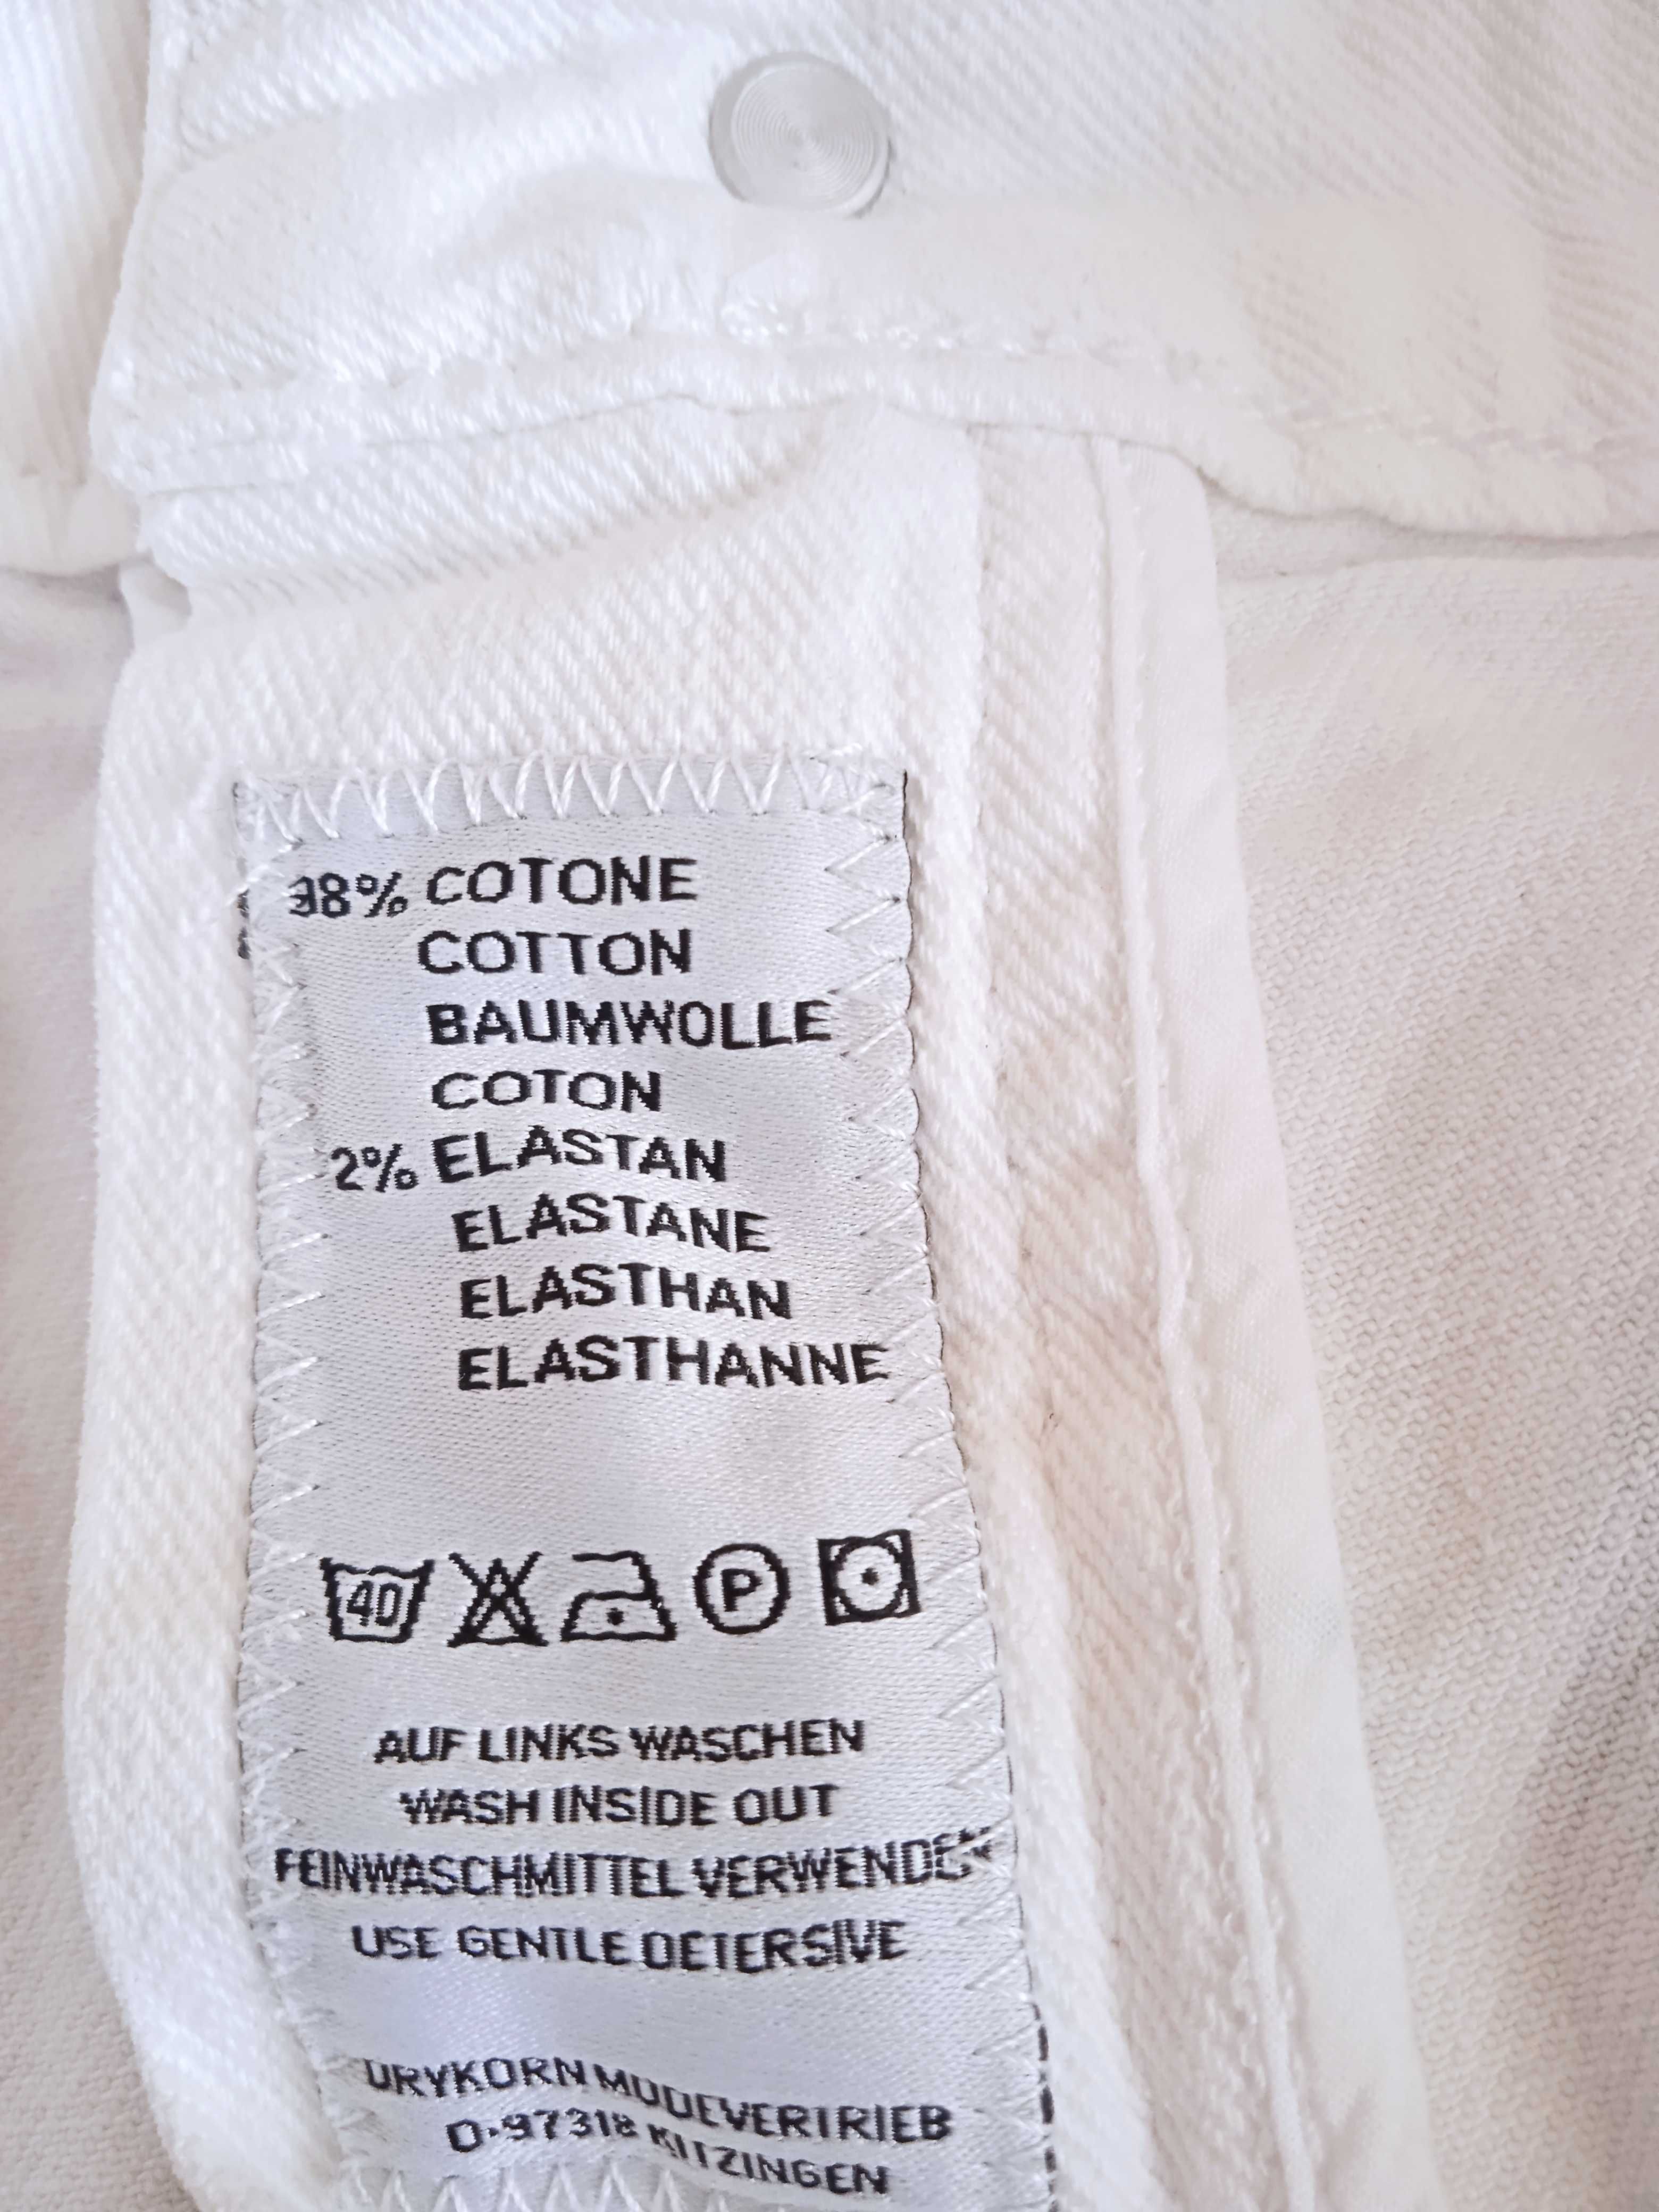 98% COTONE
COTTON
BAUMWOLLE
COTON
2% ELASTAN
ELASTANE
ELASTHAN
ELASTHANNE
40
P
AUF LINKS WASCHEN
WASH INSIDE OUT
FEINWASCHMITTEL VERWENDEN
USE GENTLE DETERSIVE
DRYKORN MODEVERTRIEB
D-97318 KITZINGEN